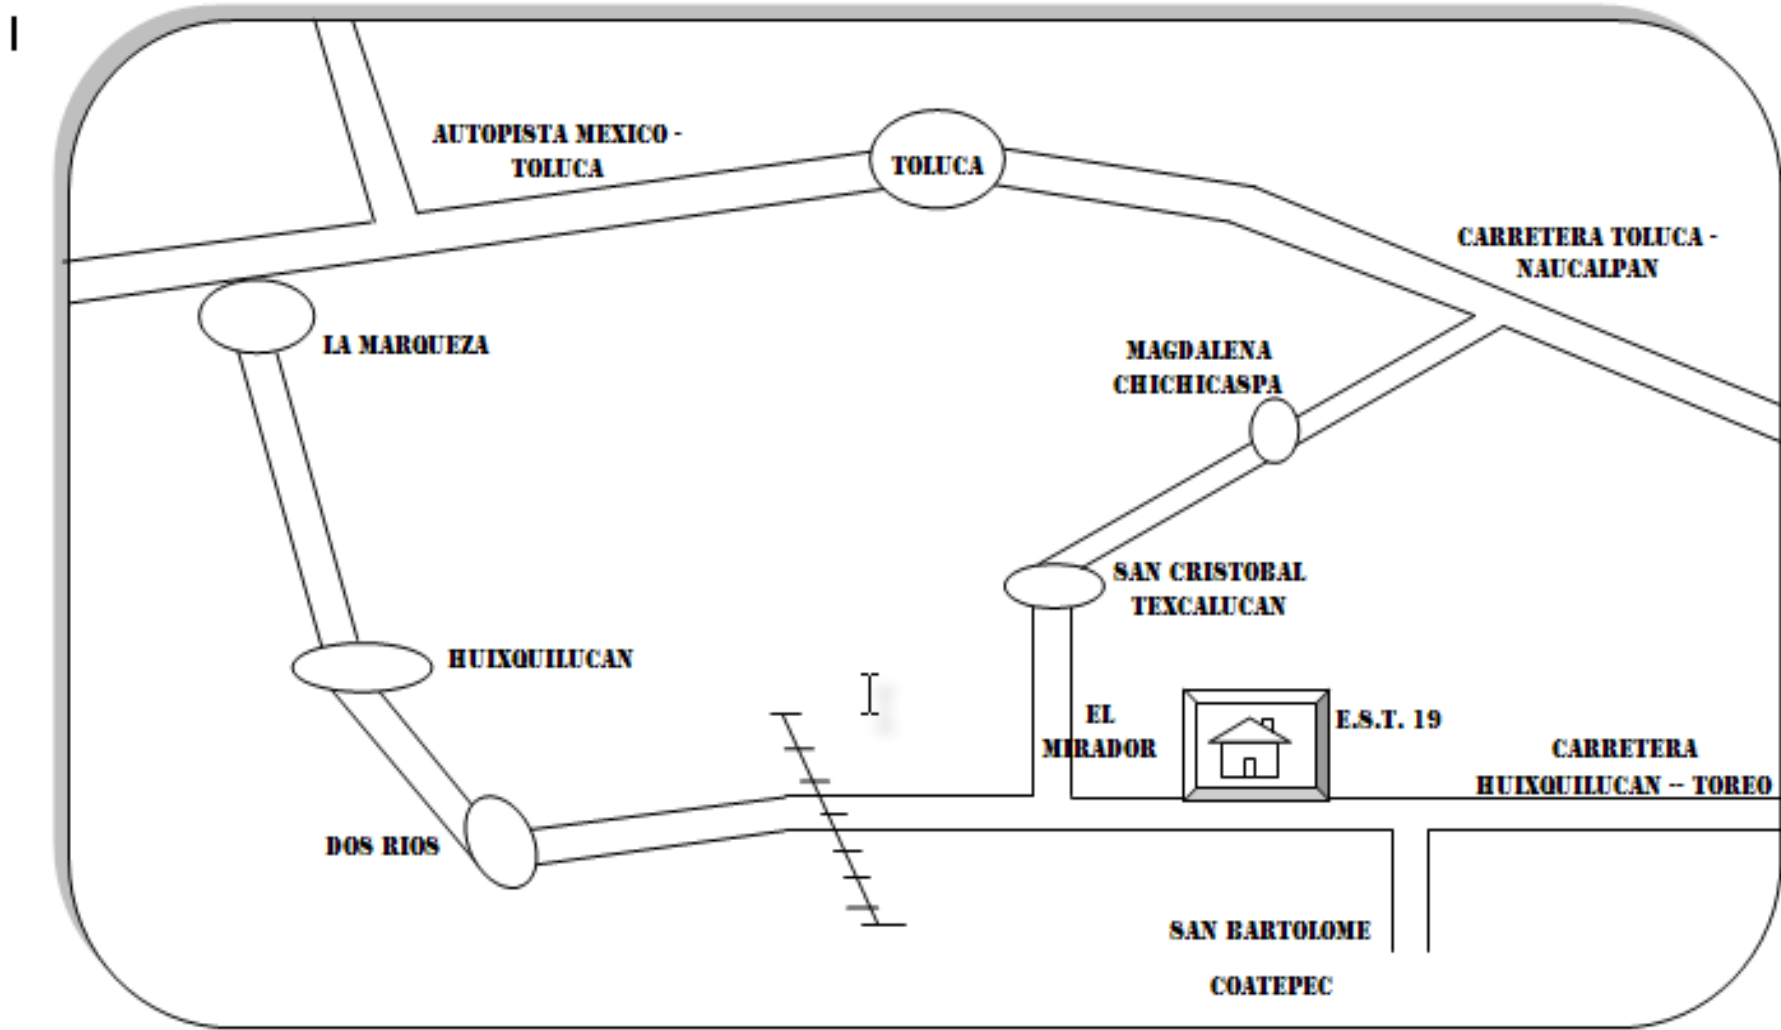 AUTOPISTA MEXICO -
TOLUCA
TOLUCA
CARRETERA TOLUCA -
NAUCALPAN
LA MARQUEZA
MAGDALENA
CHICHICASPA
SAN CRISTOBAL
TEXCALUCAN
HUIXQUILUCAN
EL
MIRADOR
E.S.T. 19
CARRETERA
HUIXQUILUCAN -- TOREO
DOS RIOS
SAN BARTOLOME
COATEPEC